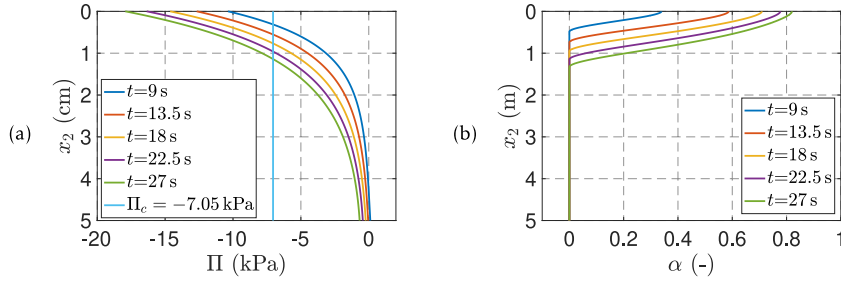 (a)
x₂ (cm)
0
1
2
3
4
5
t=9 s
t=13.5 s
t=18 s
t=22.5 s
t=27 s
Π_c = −7.05 kPa
-20 -15 -10 -5 0
Π (kPa)
(b)
x₂ (m)
0
1
2
3
4
5
t=9 s
t=13.5 s
t=18 s
t=22.5 s
t=27 s
0 0.2 0.4 0.6 0.8 1
α (-)